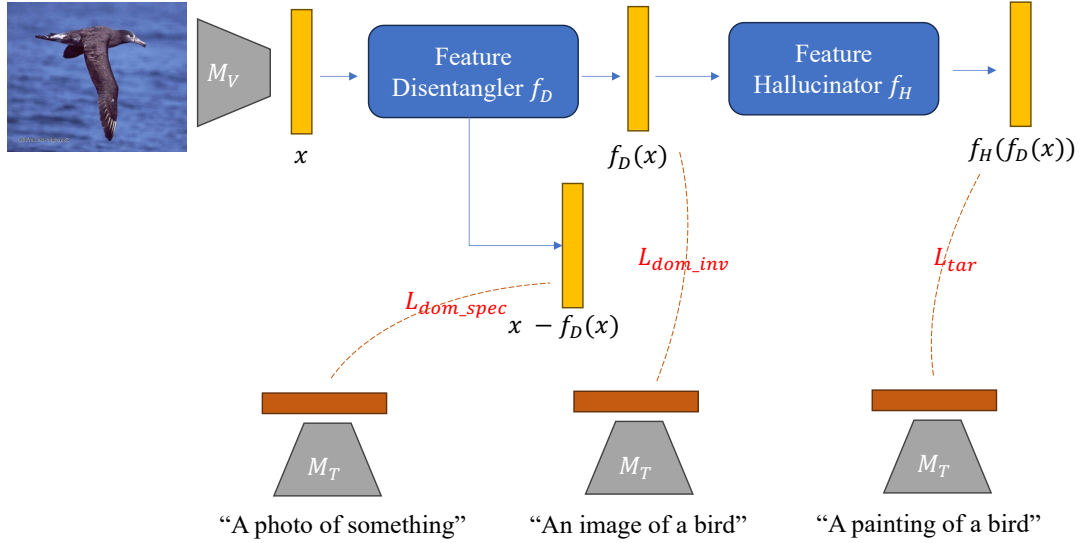 M_V
x
Feature
Disentangler f_D
f_D(x)
Feature
Hallucinator f_H
f_H(f_D(x))
L_dom_spec
x − f_D(x)
L_dom_inv
L_tar
M_T
M_T
M_T
“A photo of something”
“An image of a bird”
“A painting of a bird”